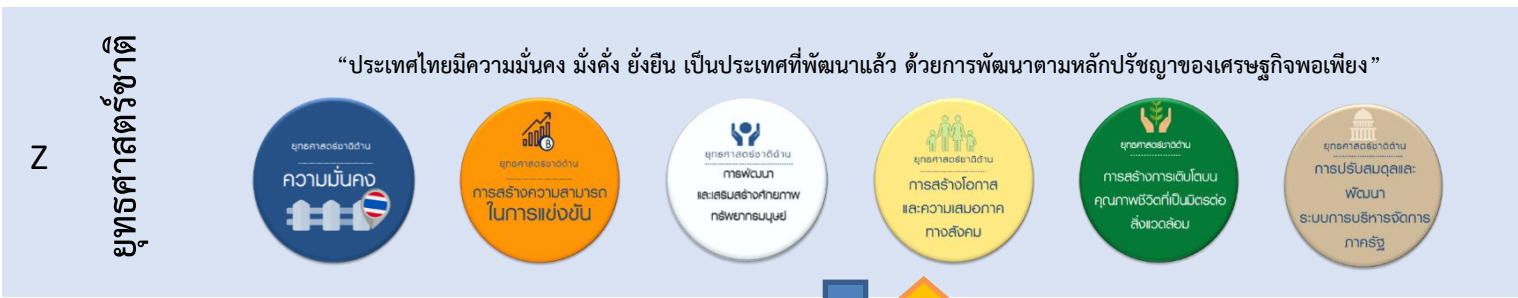 Z
ยุทธศาสตร์ชาติ
“ประเทศไทยมีความมั่นคง มั่งคั่ง ยั่งยืน เป็นประเทศที่พัฒนาแล้ว ด้วยการพัฒนาตามหลักปรัชญาของเศรษฐกิจพอเพียง”
ยุทธศาสตร์ชาติด้าน
ความมั่นคง
ยุทธศาสตร์ชาติด้าน
การสร้างความสามารถ
ในการแข่งขัน
ยุทธศาสตร์ชาติด้าน
การพัฒนา
และเสริมสร้างศักยภาพ
ทรัพยากรมนุษย์
ยุทธศาสตร์ชาติด้าน
การสร้างโอกาส
และความเสมอภาค
ทางสังคม
ยุทธศาสตร์ชาติด้าน
การสร้างการเติบโตบน
คุณภาพชีวิตที่เป็นมิตรต่อ
สิ่งแวดล้อม
ยุทธศาสตร์ชาติด้าน
การปรับสมดุลและ
พัฒนา
ระบบการบริหารจัดการ
ภาครัฐ